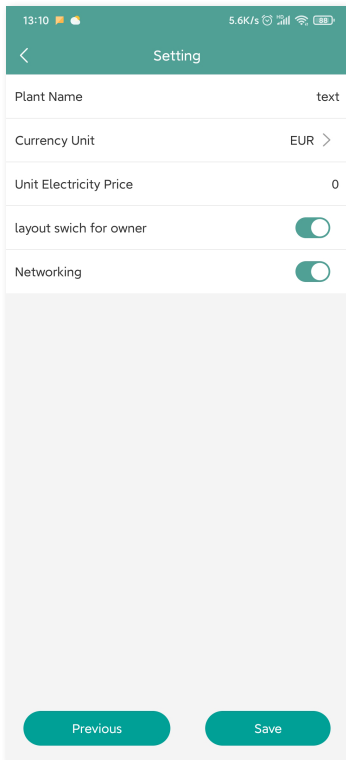 13:10 5.6K/s HD 88
Setting
Plant Name text
Currency Unit EUR
Unit Electricity Price 0
layout swich for owner
Networking
Previous Save